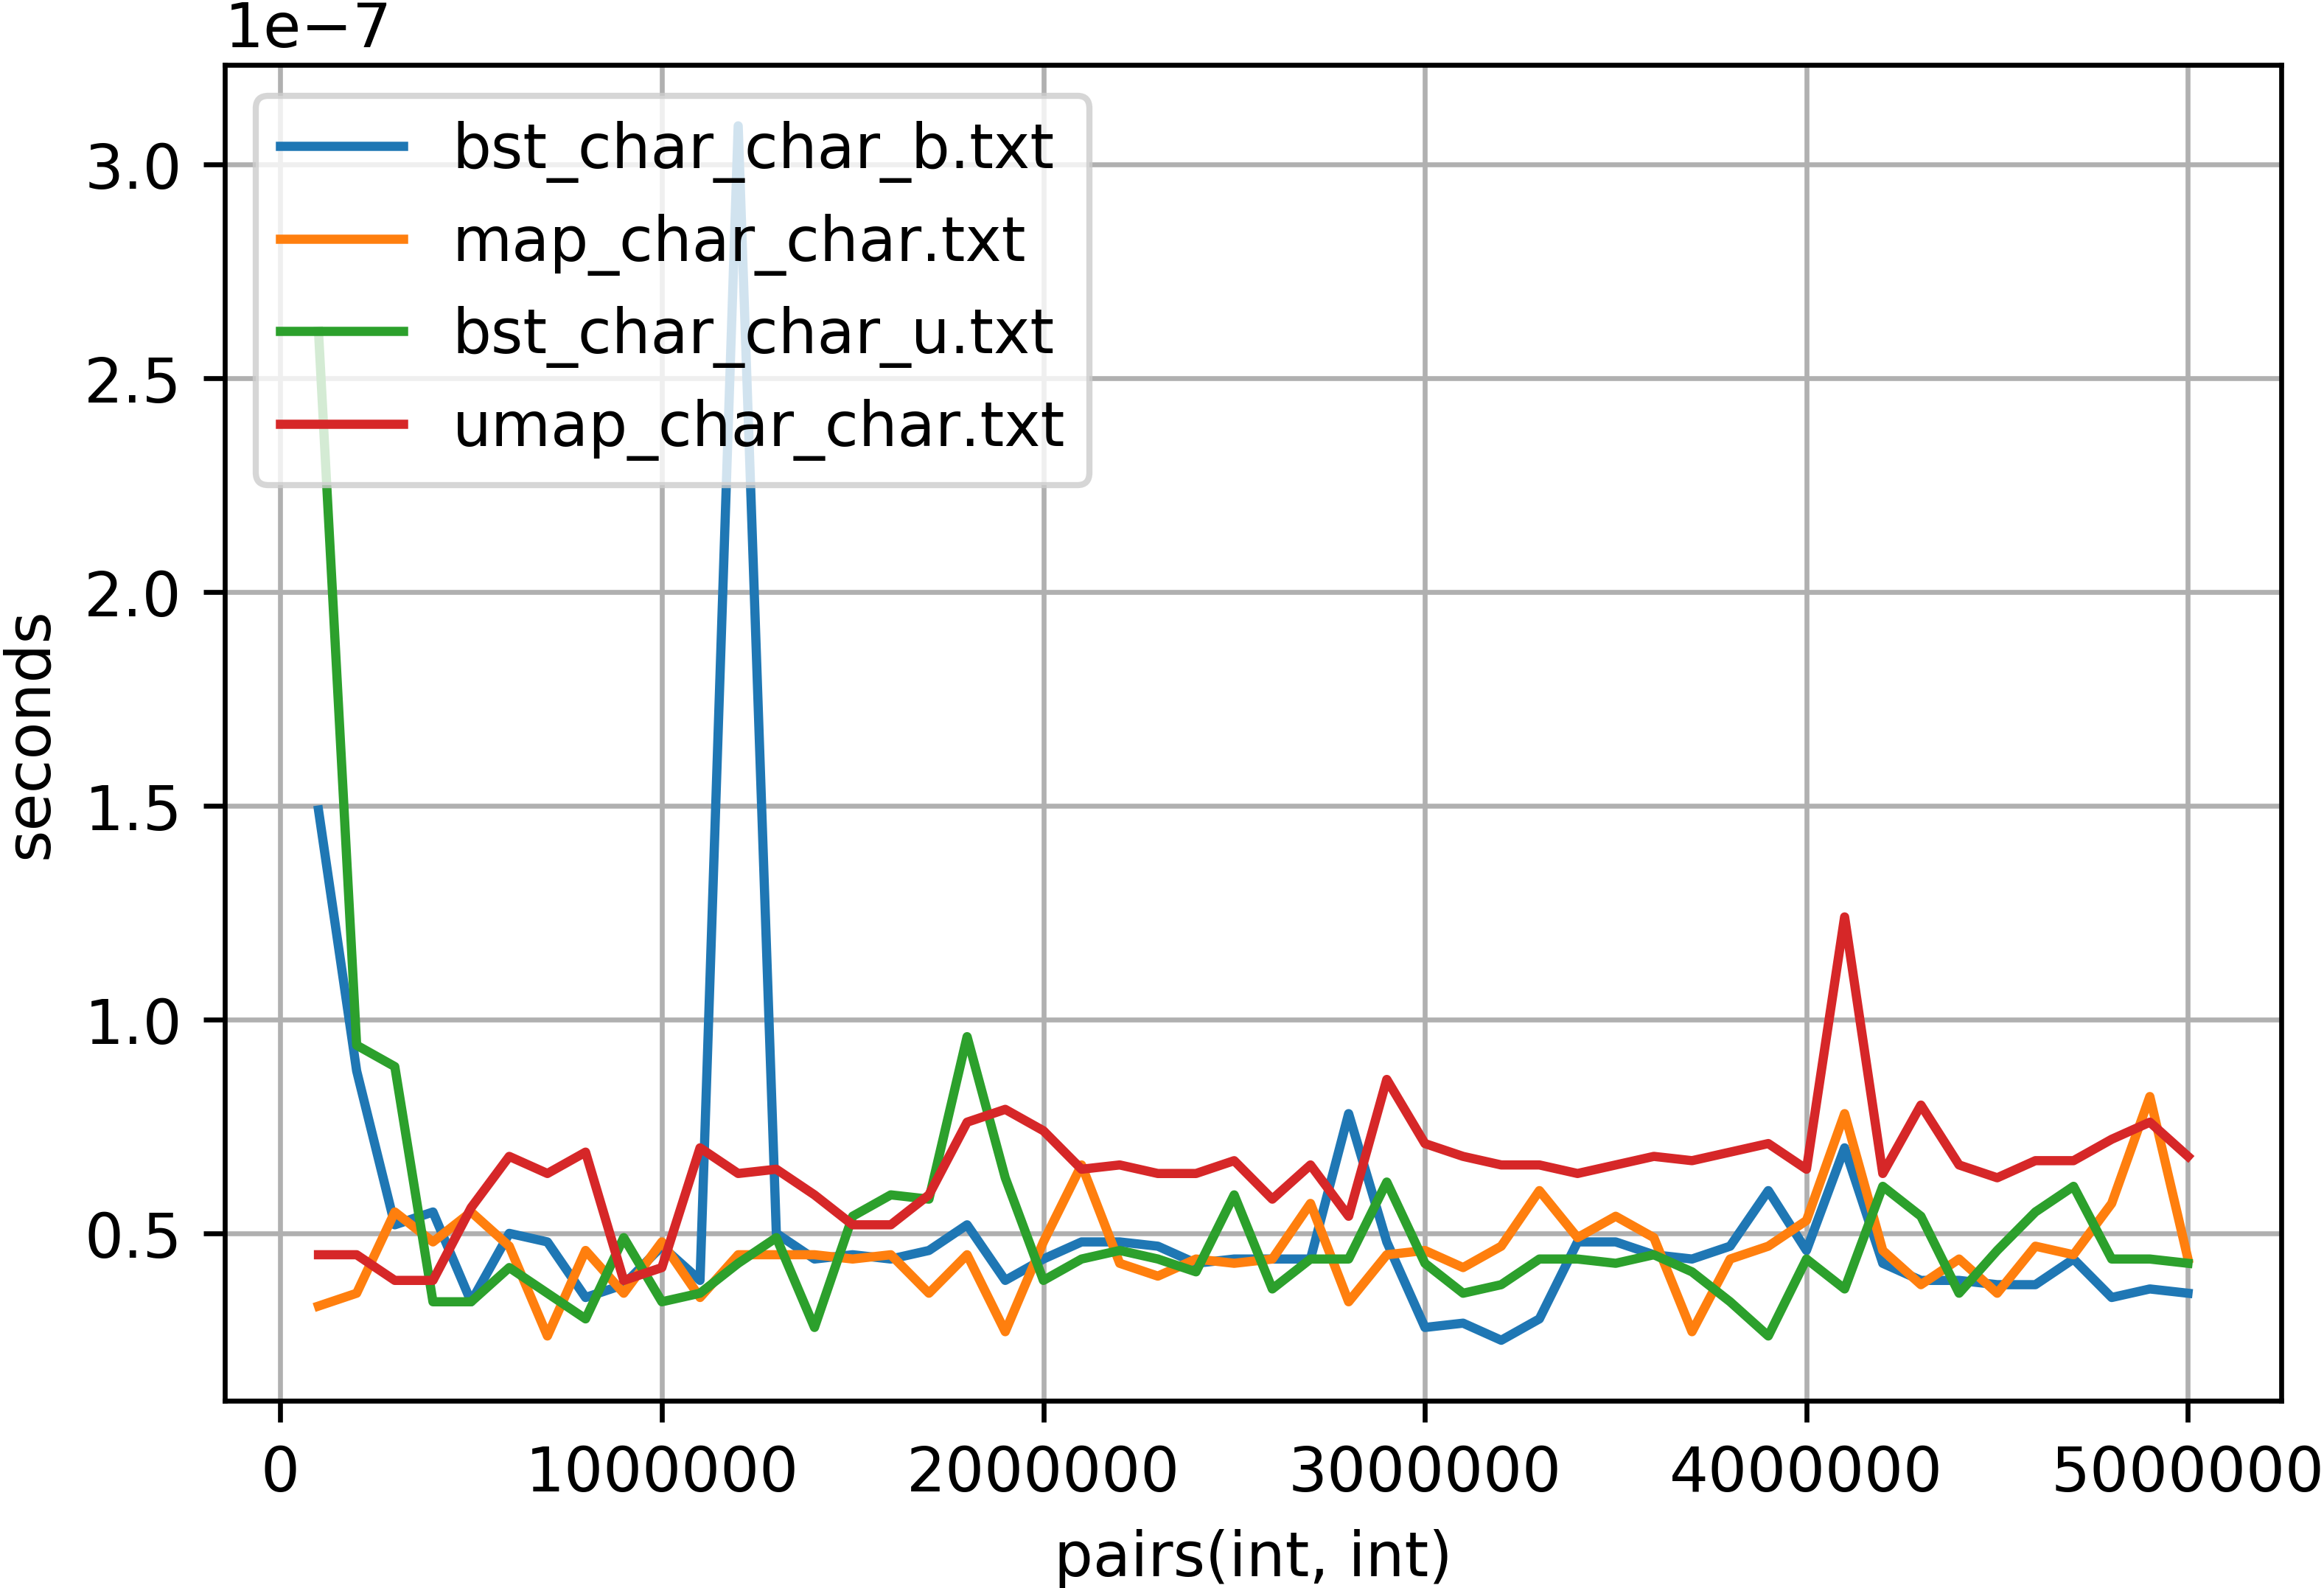 1e−7
bst_char_char_b.txt
map_char_char.txt
bst_char_char_u.txt
umap_char_char.txt
3.0
2.5
2.0
1.5
1.0
0.5
seconds
0 1000000 2000000 3000000 4000000 5000000
pairs(int, int)